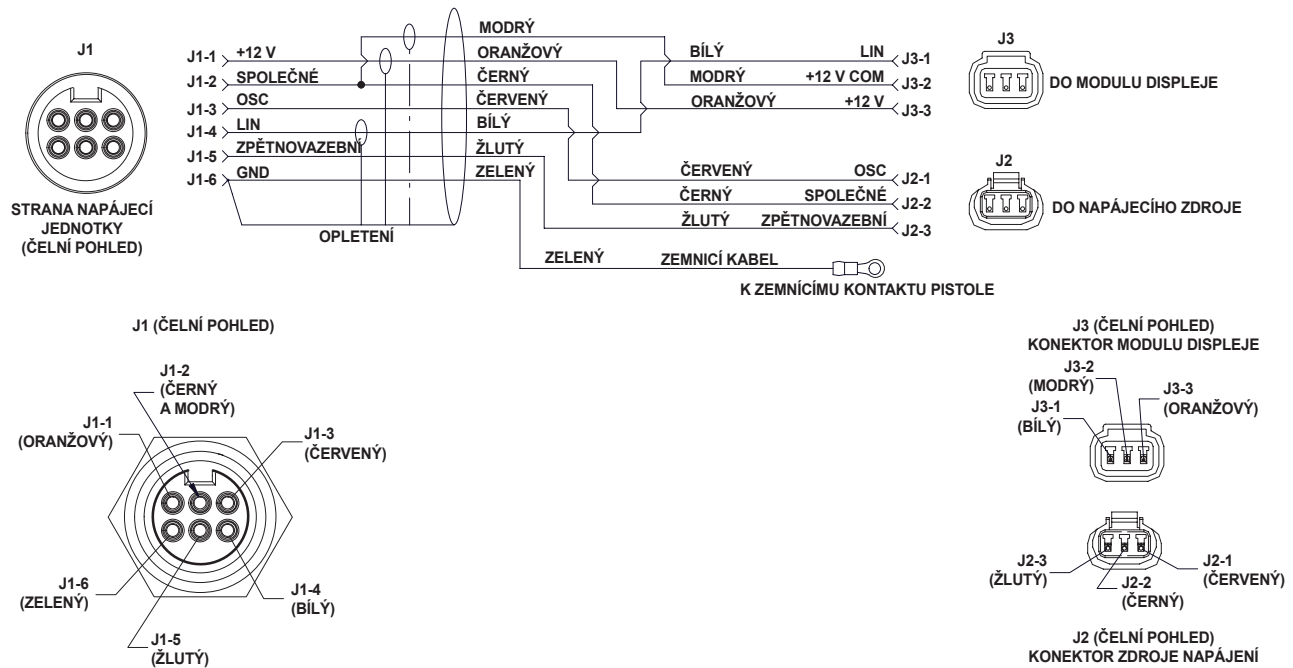 J1
J1-1
+12 V
J1-2
SPOLEČNÉ
J1-3
OSC
J1-4
LIN
J1-5
ZPĚTNOVAZEBNÍ
J1-6
GND
STRANA NAPÁJECÍ
JEDNOTKY
(ČELNÍ POHLED)
MODRÝ
ORANŽOVÝ
ČERNÝ
ČERVENÝ
BÍLÝ
ŽLUTÝ
ZELENÝ
OPLETENÍ
BÍLÝ LIN J3-1
MODRÝ +12 V COM J3-2
ORANŽOVÝ +12 V J3-3
J3
DO MODULU DISPLEJE
ČERVENÝ OSC J2-1
ČERNÝ SPOLEČNÉ J2-2
ŽLUTÝ ZPĚTNOVAZEBNÍ J2-3
J2
DO NAPÁJECÍHO ZDROJE
ZELENÝ ZEMNICÍ KABEL
K ZEMNÍCÍMU KONTAKTU PISTOLE
J1 (ČELNÍ POHLED)
J1-2
(ČERNÝ
A MODRÝ)
J1-1
(ORANŽOVÝ)
J1-3
(ČERVENÝ)
J1-6
(ZELENÝ)
J1-4
(BÍLÝ)
J1-5
(ŽLUTÝ)
J3 (ČELNÍ POHLED)
KONEKTOR MODULU DISPLEJE
J3-2
(MODRÝ)
J3-3
(ORANŽOVÝ)
J3-1
(BÍLÝ)
J2-3
(ŽLUTÝ)
J2-1
(ČERVENÝ)
J2-2
(ČERNÝ)
J2 (ČELNÍ POHLED)
KONEKTOR ZDROJE NAPÁJENÍ